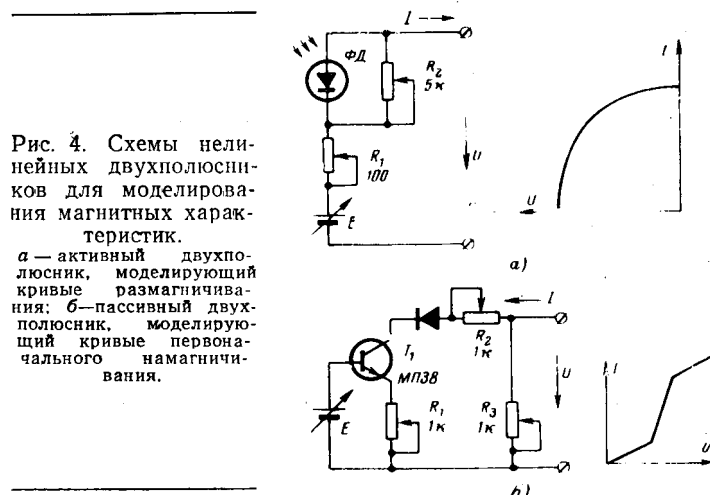 Рис. 4. Схемы нели-
нейных двухполюсни-
ков для моделирова-
ния магнитных харак-
теристик.
а — активный двухпо-
люсник, моделирующий
кривые размагничива-
ния; б—пассивный двух-
полюсник, моделирую-
щий кривые первона-
чального намагничи-
вания.
I
ФД
R2
5к
R1
100
U
E
I
U
а)
I
R2
1к
T1
МП38
E
R1
1к
R3
1к
U
I
U
б)